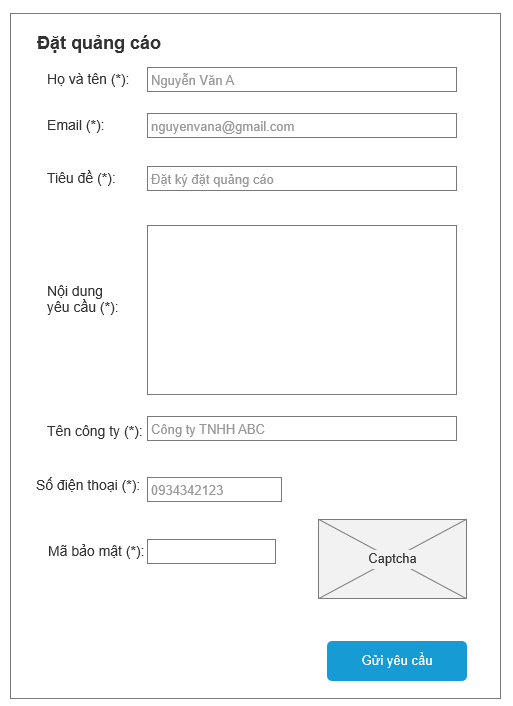 Đặt quảng cáo
Họ và tên (*): Nguyễn Văn A
Email (*): nguyenvana@gmail.com
Tiêu đề (*): Đặt ký đặt quảng cáo
Nội dung
yêu cầu (*):
Tên công ty (*): Công ty TNHH ABC
Số điện thoại (*): 0934342123
Mã bảo mật (*): Captcha
Gửi yêu cầu